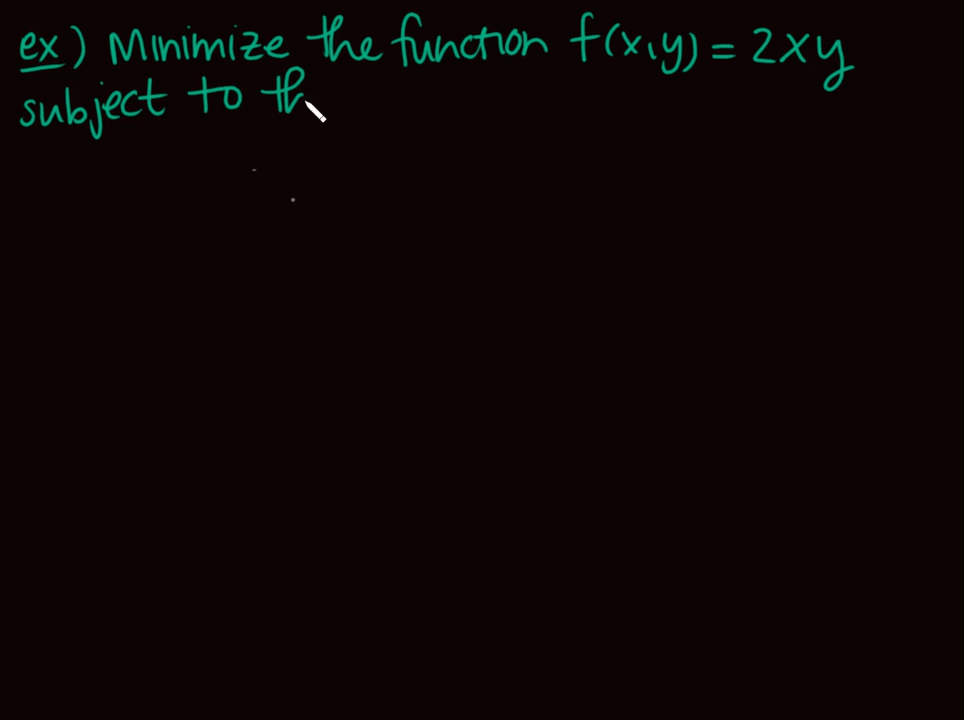 ex) Minimize the function f(x,y) = 2xy
subject to th